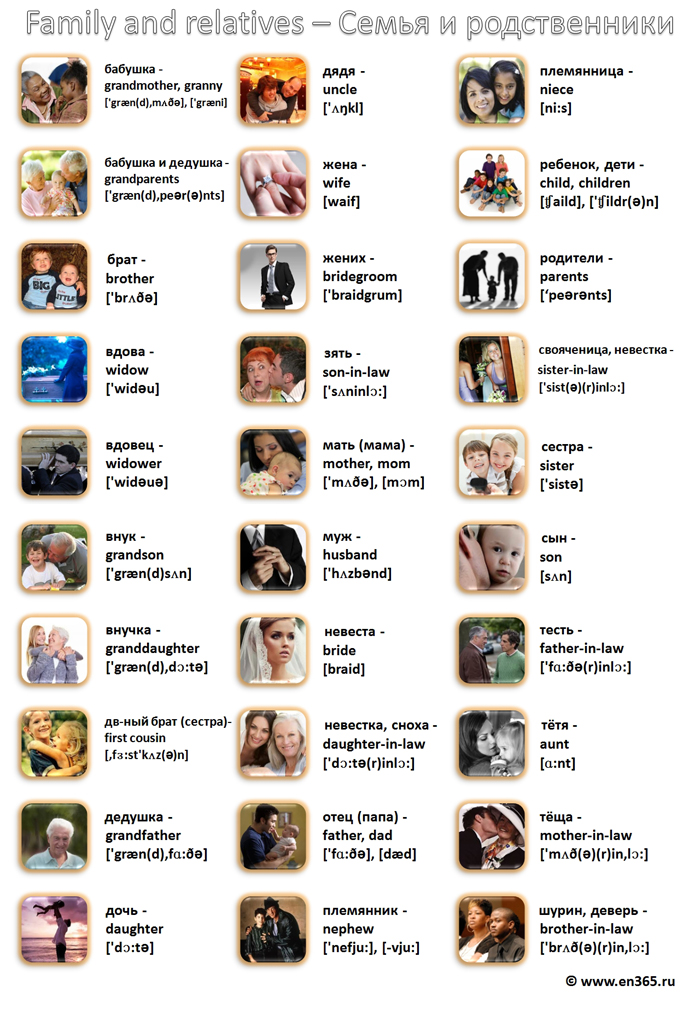 Family and relatives – Семья и родственники
бабушка -
grandmother, granny
['græn(d),mʌðə], ['græni]
бабушка и дедушка -
grandparents
['græn(d),peər(ə)nts]
брат -
brother
['brʌðə]
вдова -
widow
['widəu]
вдовец -
widower
['widəuə]
внук -
grandson
['græn(d)sʌn]
внучка -
granddaughter
['græn(d),dɔ:tə]
дв-ный брат (сестра)-
first cousin
[,fɜ:st'kʌz(ə)n]
дедушка -
grandfather
['græn(d),fɑ:ðə]
дочь -
daughter
['dɔ:tə]
дядя -
uncle
['ʌŋkl]
жена -
wife
[waif]
жених -
bridegroom
['braidgrum]
зять -
son-in-law
['sʌninlɔ:]
мать (мама) -
mother, mom
['mʌðə], [mɔm]
муж -
husband
['hʌzbənd]
невеста -
bride
[braid]
невестка, сноха -
daughter-in-law
['dɔ:tə(r)inlɔ:]
отец (папа) -
father, dad
['fɑ:ðə], [dæd]
племянник -
nephew
['nefju:], [-vju:]
племянница -
niece
[ni:s]
ребенок, дети -
child, children
[ʧaild], ['ʧildr(ə)n]
родители -
parents
['peərənts]
свояченица, невестка -
sister-in-law
['sist(ə)(r)inlɔ:]
сестра -
sister
['sistə]
сын -
son
[sʌn]
тесть -
father-in-law
['fɑ:ðə(r)inlɔ:]
тётя -
aunt
[ɑ:nt]
тёща -
mother-in-law
['mʌð(ə)(r)in,lɔ:]
шурин, деверь -
brother-in-law
['brʌð(ə)(r)in,lɔ:]
BIG
LITTLE
© www.en365.ru